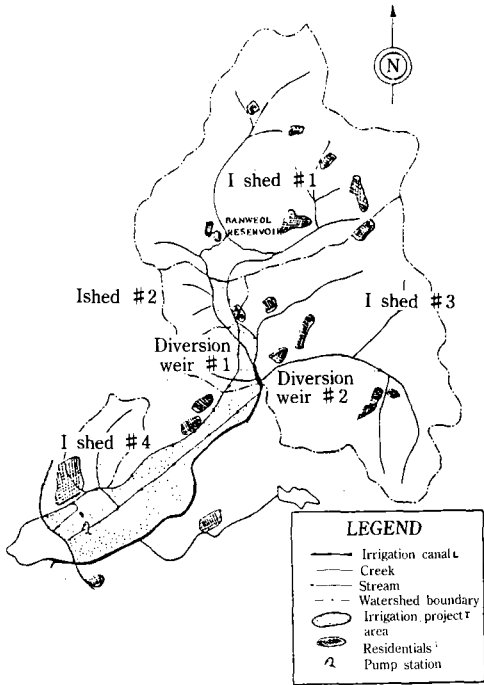 N
I shed #1
BANWEOL
RESERVOIR
Ished #2
I shed #3
Diversion
weir #1
Diversion
weir #2
I shed #4
LEGEND
Irrigation canal
Creek
Stream
Watershed boundary
Irrigation project
area
Residentials
Pump station